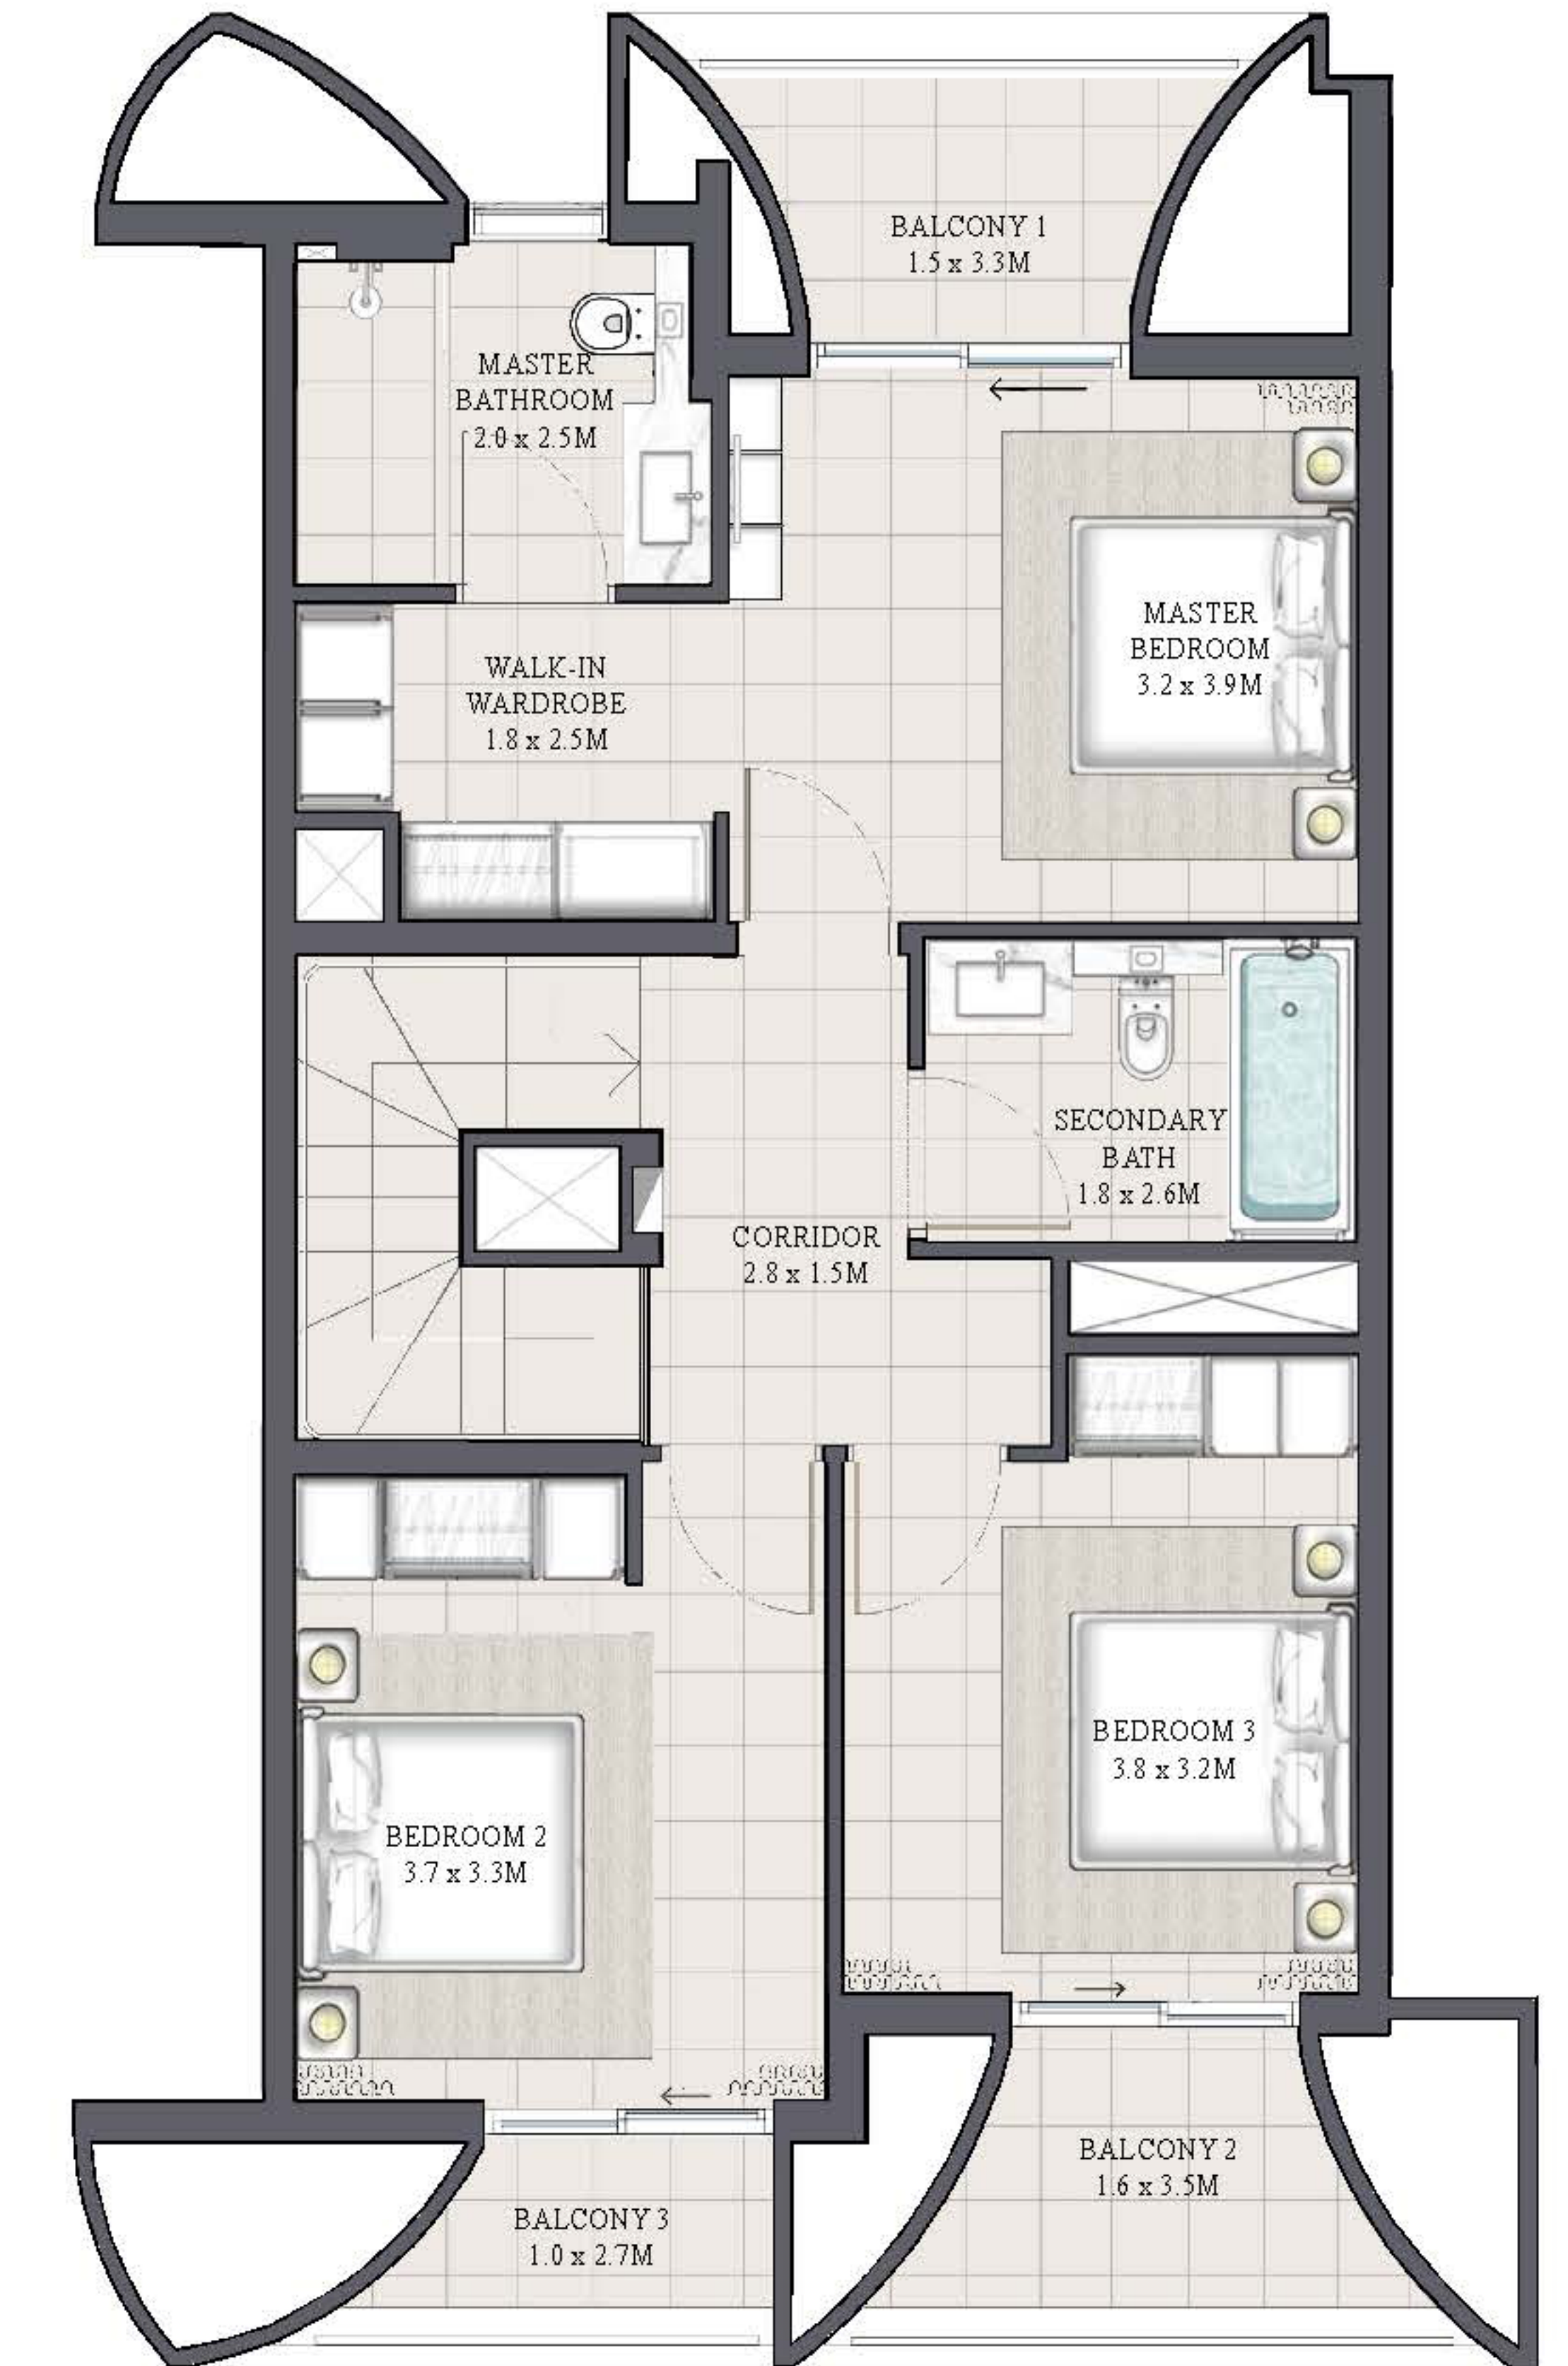 BALCONY 1
1.5 x 3.3M
MASTER
BATHROOM
2.0 x 2.5M
MASTER
BEDROOM
3.2 x 3.9M
WALK-IN
WARDROBE
1.8 x 2.5M
SECONDARY
BATH
1.8 x 2.6M
CORRIDOR
2.8 x 1.5M
BEDROOM 3
3.8 x 3.2M
BEDROOM 2
3.7 x 3.3M
BALCONY 2
1.6 x 3.5M
BALCONY 3
1.0 x 2.7M